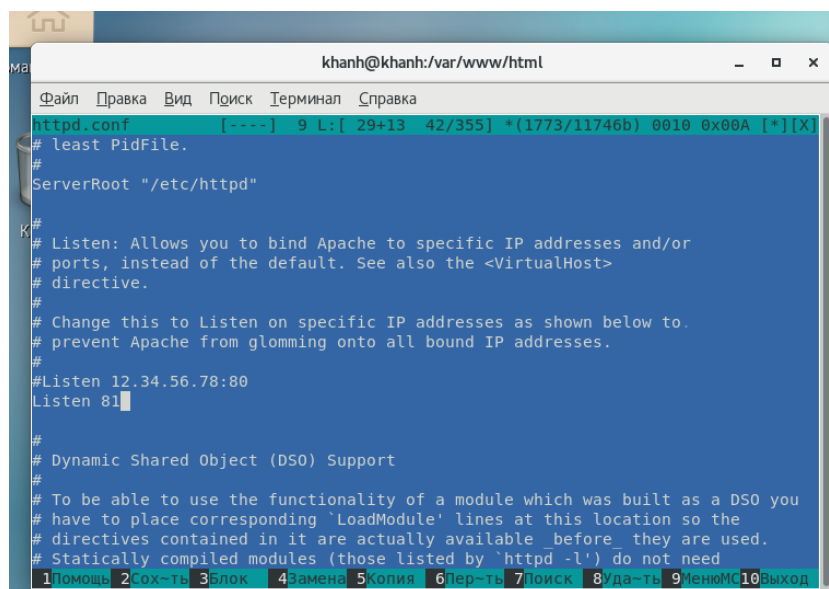 khanh@khanh:/var/www/html
Файл Правка Вид Поиск Терминал Справка
httpd.conf [----] 9 L:[ 29+13 42/355] *(1773/11746b) 0010 0x00A [*][X]
# least PidFile.
#
ServerRoot "/etc/httpd"
#
# Listen: Allows you to bind Apache to specific IP addresses and/or
# ports, instead of the default. See also the <VirtualHost>
# directive.
#
# Change this to Listen on specific IP addresses as shown below to.
# prevent Apache from glomming onto all bound IP addresses.
#
#Listen 12.34.56.78:80
Listen 81
#
# Dynamic Shared Object (DSO) Support
#
# To be able to use the functionality of a module which was built as a DSO you
# have to place corresponding `LoadModule' lines at this location so the
# directives contained in it are actually available _before_ they are used.
# Statically compiled modules (those listed by `httpd -l') do not need
1Помощь 2Сох~ть 3Блок 4Замена 5Копия 6Пер~ть 7Поиск 8Уда~ть 9МенюMC 10Выход